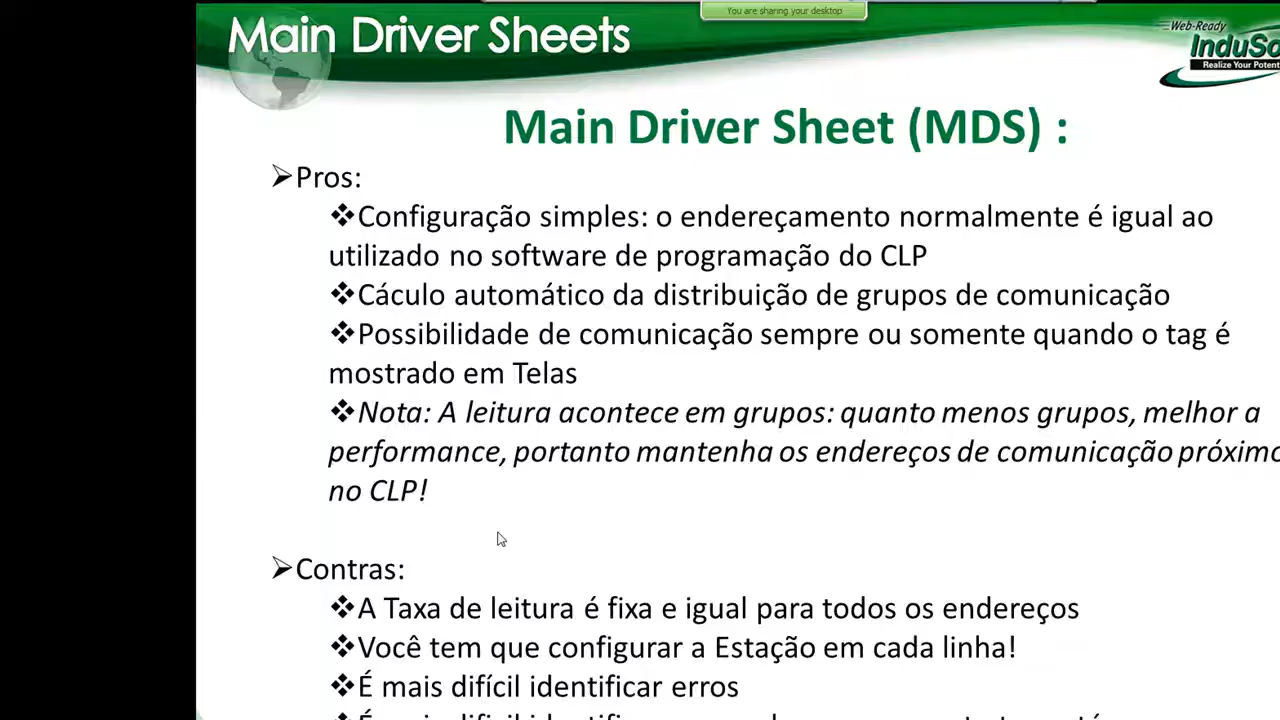 You are sharing your desktop
Main Driver Sheets
Web-Ready
InduSo
Realize Your Potent
Main Driver Sheet (MDS) :
➢Pros:
❖Configuração simples: o endereçamento normalmente é igual ao
utilizado no software de programação do CLP
❖Cáculo automático da distribuição de grupos de comunicação
❖Possibilidade de comunicação sempre ou somente quando o tag é
mostrado em Telas
❖Nota: A leitura acontece em grupos: quanto menos grupos, melhor a
performance, portanto mantenha os endereços de comunicação próximo
no CLP!
➢Contras:
❖A Taxa de leitura é fixa e igual para todos os endereços
❖Você tem que configurar a Estação em cada linha!
❖É mais difícil identificar erros